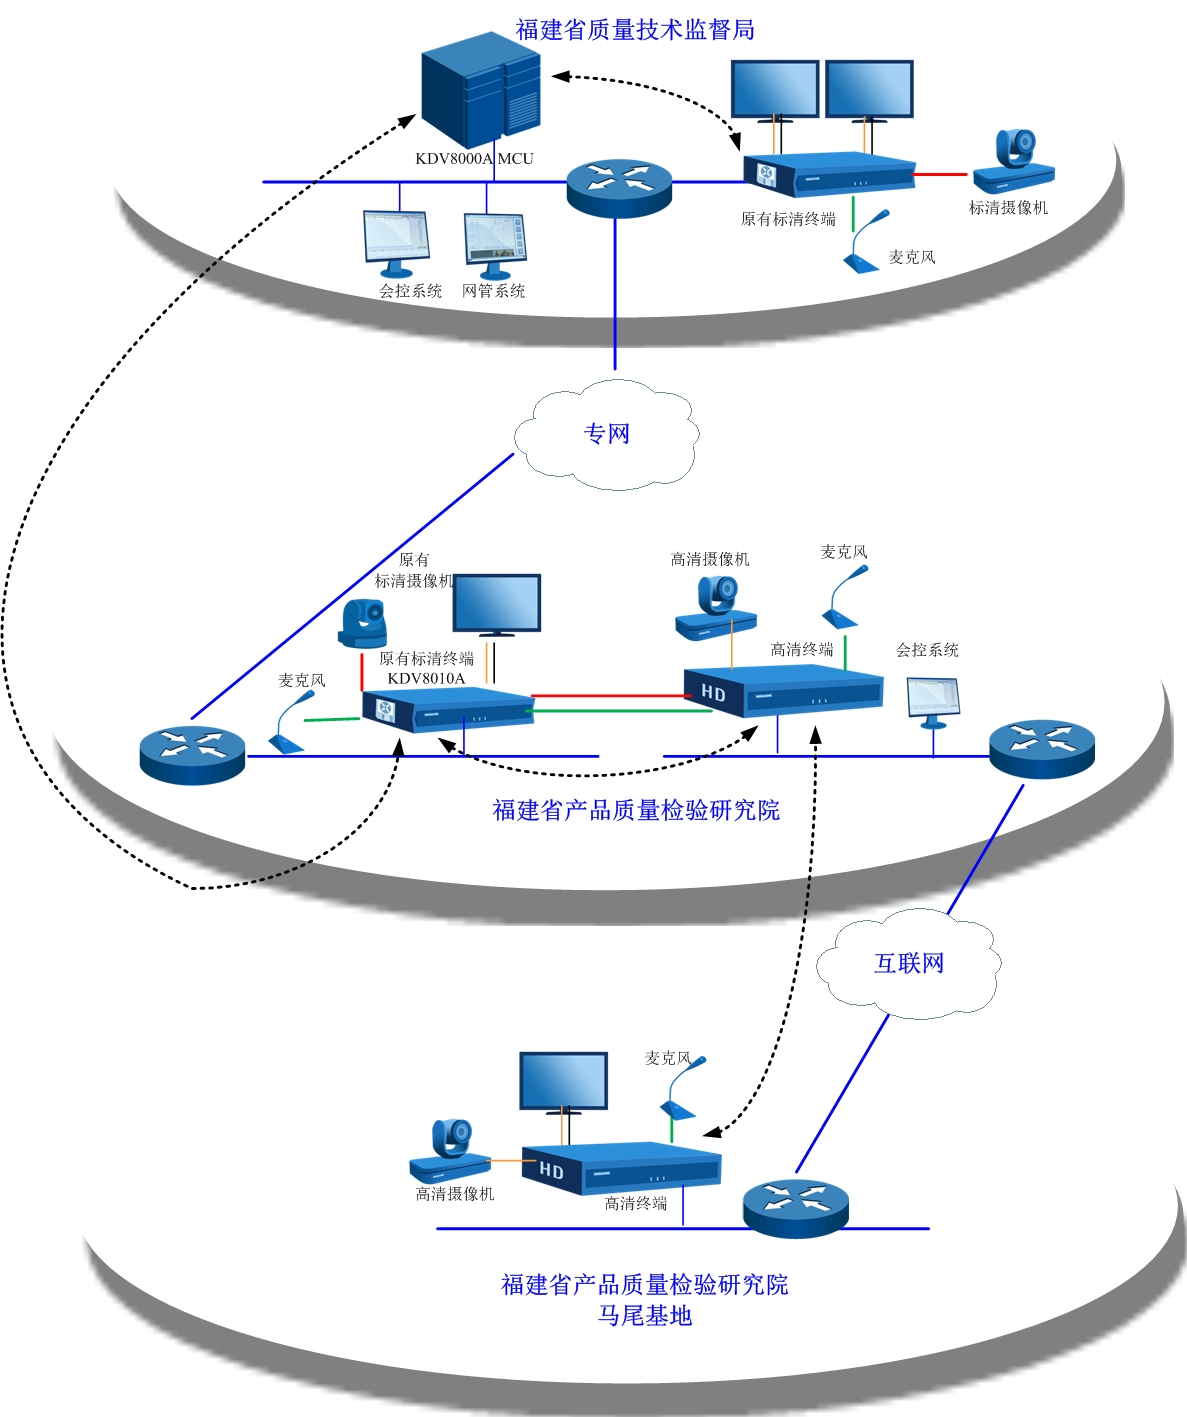 福建省质量技术监督局
KDV8000A MCU
会控系统
网管系统
原有标清终端
麦克风
标清摄像机
专网
原有
标清摄像机
麦克风
原有标清终端
KDV8010A
高清摄像机
麦克风
高清终端
HD
会控系统
福建省产品质量检验研究院
互联网
麦克风
高清摄像机
HD
高清终端
福建省产品质量检验研究院
马尾基地